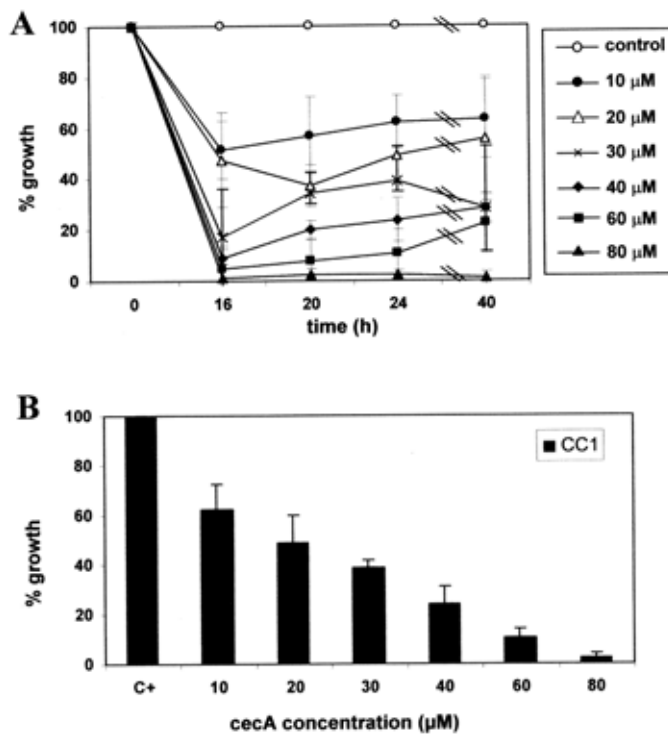 A
% growth
100
80
60
40
20
0
0 16 20 24 40
time (h)
control
10 µM
20 µM
30 µM
40 µM
60 µM
80 µM
B
% growth
100
80
60
40
20
0
CC1
C+ 10 20 30 40 60 80
cecA concentration (µM)